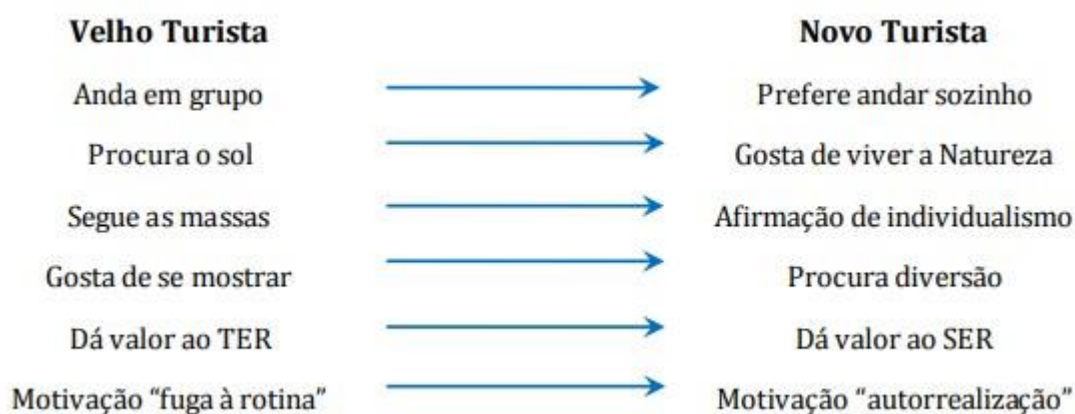 Velho Turista Novo Turista
Anda em grupo Prefere andar sozinho
Procura o sol Gosta de viver a Natureza
Segue as massas Afirmação de individualismo
Gosta de se mostrar Procura diversão
Dá valor ao TER Dá valor ao SER
Motivação “fuga à rotina” Motivação “autorrealização”